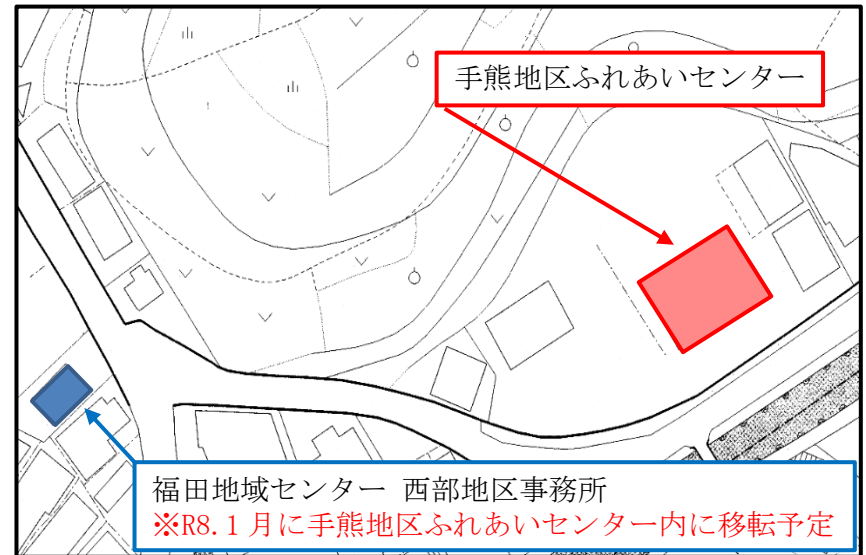 手熊地区ふれあいセンター
福田地域センター 西部地区事務所
※R8.1月に手熊地区ふれあいセンター内に移転予定